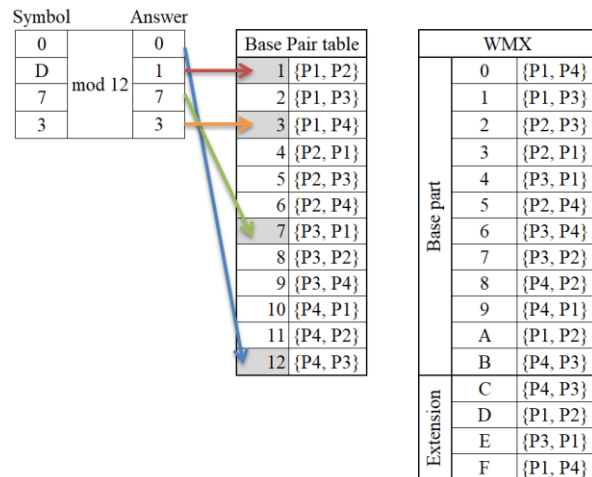 Symbol Answer
0 mod 12 0
D 1
7 7
3 3
Base Pair table
1 {P1, P2}
2 {P1, P3}
3 {P1, P4}
4 {P2, P1}
5 {P2, P3}
6 {P2, P4}
7 {P3, P1}
8 {P3, P2}
9 {P3, P4}
10 {P4, P1}
11 {P4, P2}
12 {P4, P3}
WMX
Base part
0 {P1, P4}
1 {P1, P3}
2 {P2, P3}
3 {P2, P1}
4 {P3, P1}
5 {P2, P4}
6 {P3, P4}
7 {P3, P2}
8 {P4, P2}
9 {P4, P1}
A {P1, P2}
B {P4, P3}
Extension
C {P4, P3}
D {P1, P2}
E {P3, P1}
F {P1, P4}